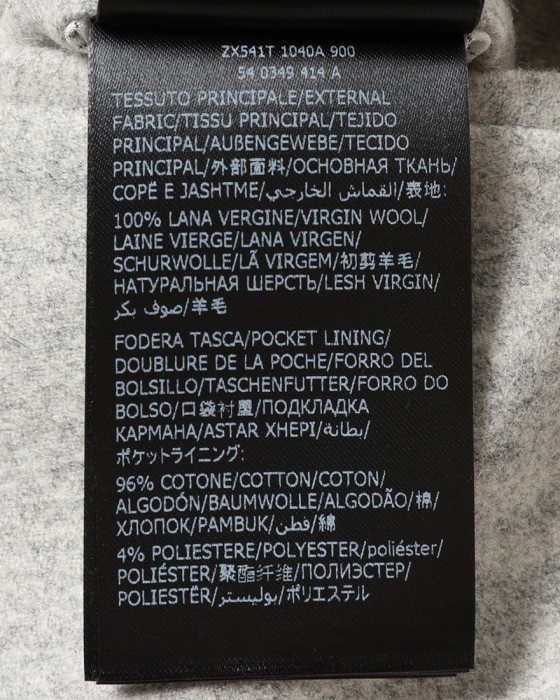 ZX541T 1040A 900
54 0349 414 A
TESSUTO PRINCIPALE/EXTERNAL
FABRIC/TISSU PRINCIPAL/TEJIDO
PRINCIPAL/AUßENGEWEBE/TECIDO
PRINCIPAL/外部面料/ОСНОВНАЯ ТКАНЬ/
COPË E JASHTME/القماش الخارجي/表地:
100% LANA VERGINE/VIRGIN WOOL/
LAINE VIERGE/LANA VIRGEN/
SCHURWOLLE/LÃ VIRGEM/初剪羊毛/
НАТУРАЛЬНАЯ ШЕРСТЬ/LESH VIRGIN/
صوف بكر/羊毛
FODERA TASCA/POCKET LINING/
DOUBLURE DE LA POCHE/FORRO DEL
BOLSILLO/TASCHENFUTTER/FORRO DO
BOLSO/口袋衬里/ПОДКЛАДКА
КАРМАНА/ASTAR XHEPI/بطانة/
ポケットライニング:
96% COTONE/COTTON/COTON/
ALGODÓN/BAUMWOLLE/ALGODÃO/棉/
ХЛОПОК/PAMBUK/قطن/綿
4% POLIESTERE/POLYESTER/poliéster/
POLIÉSTER/聚酯纤维/ПОЛИЭСТЕР/
POLIESTËR/بوليستر/ポリエステル